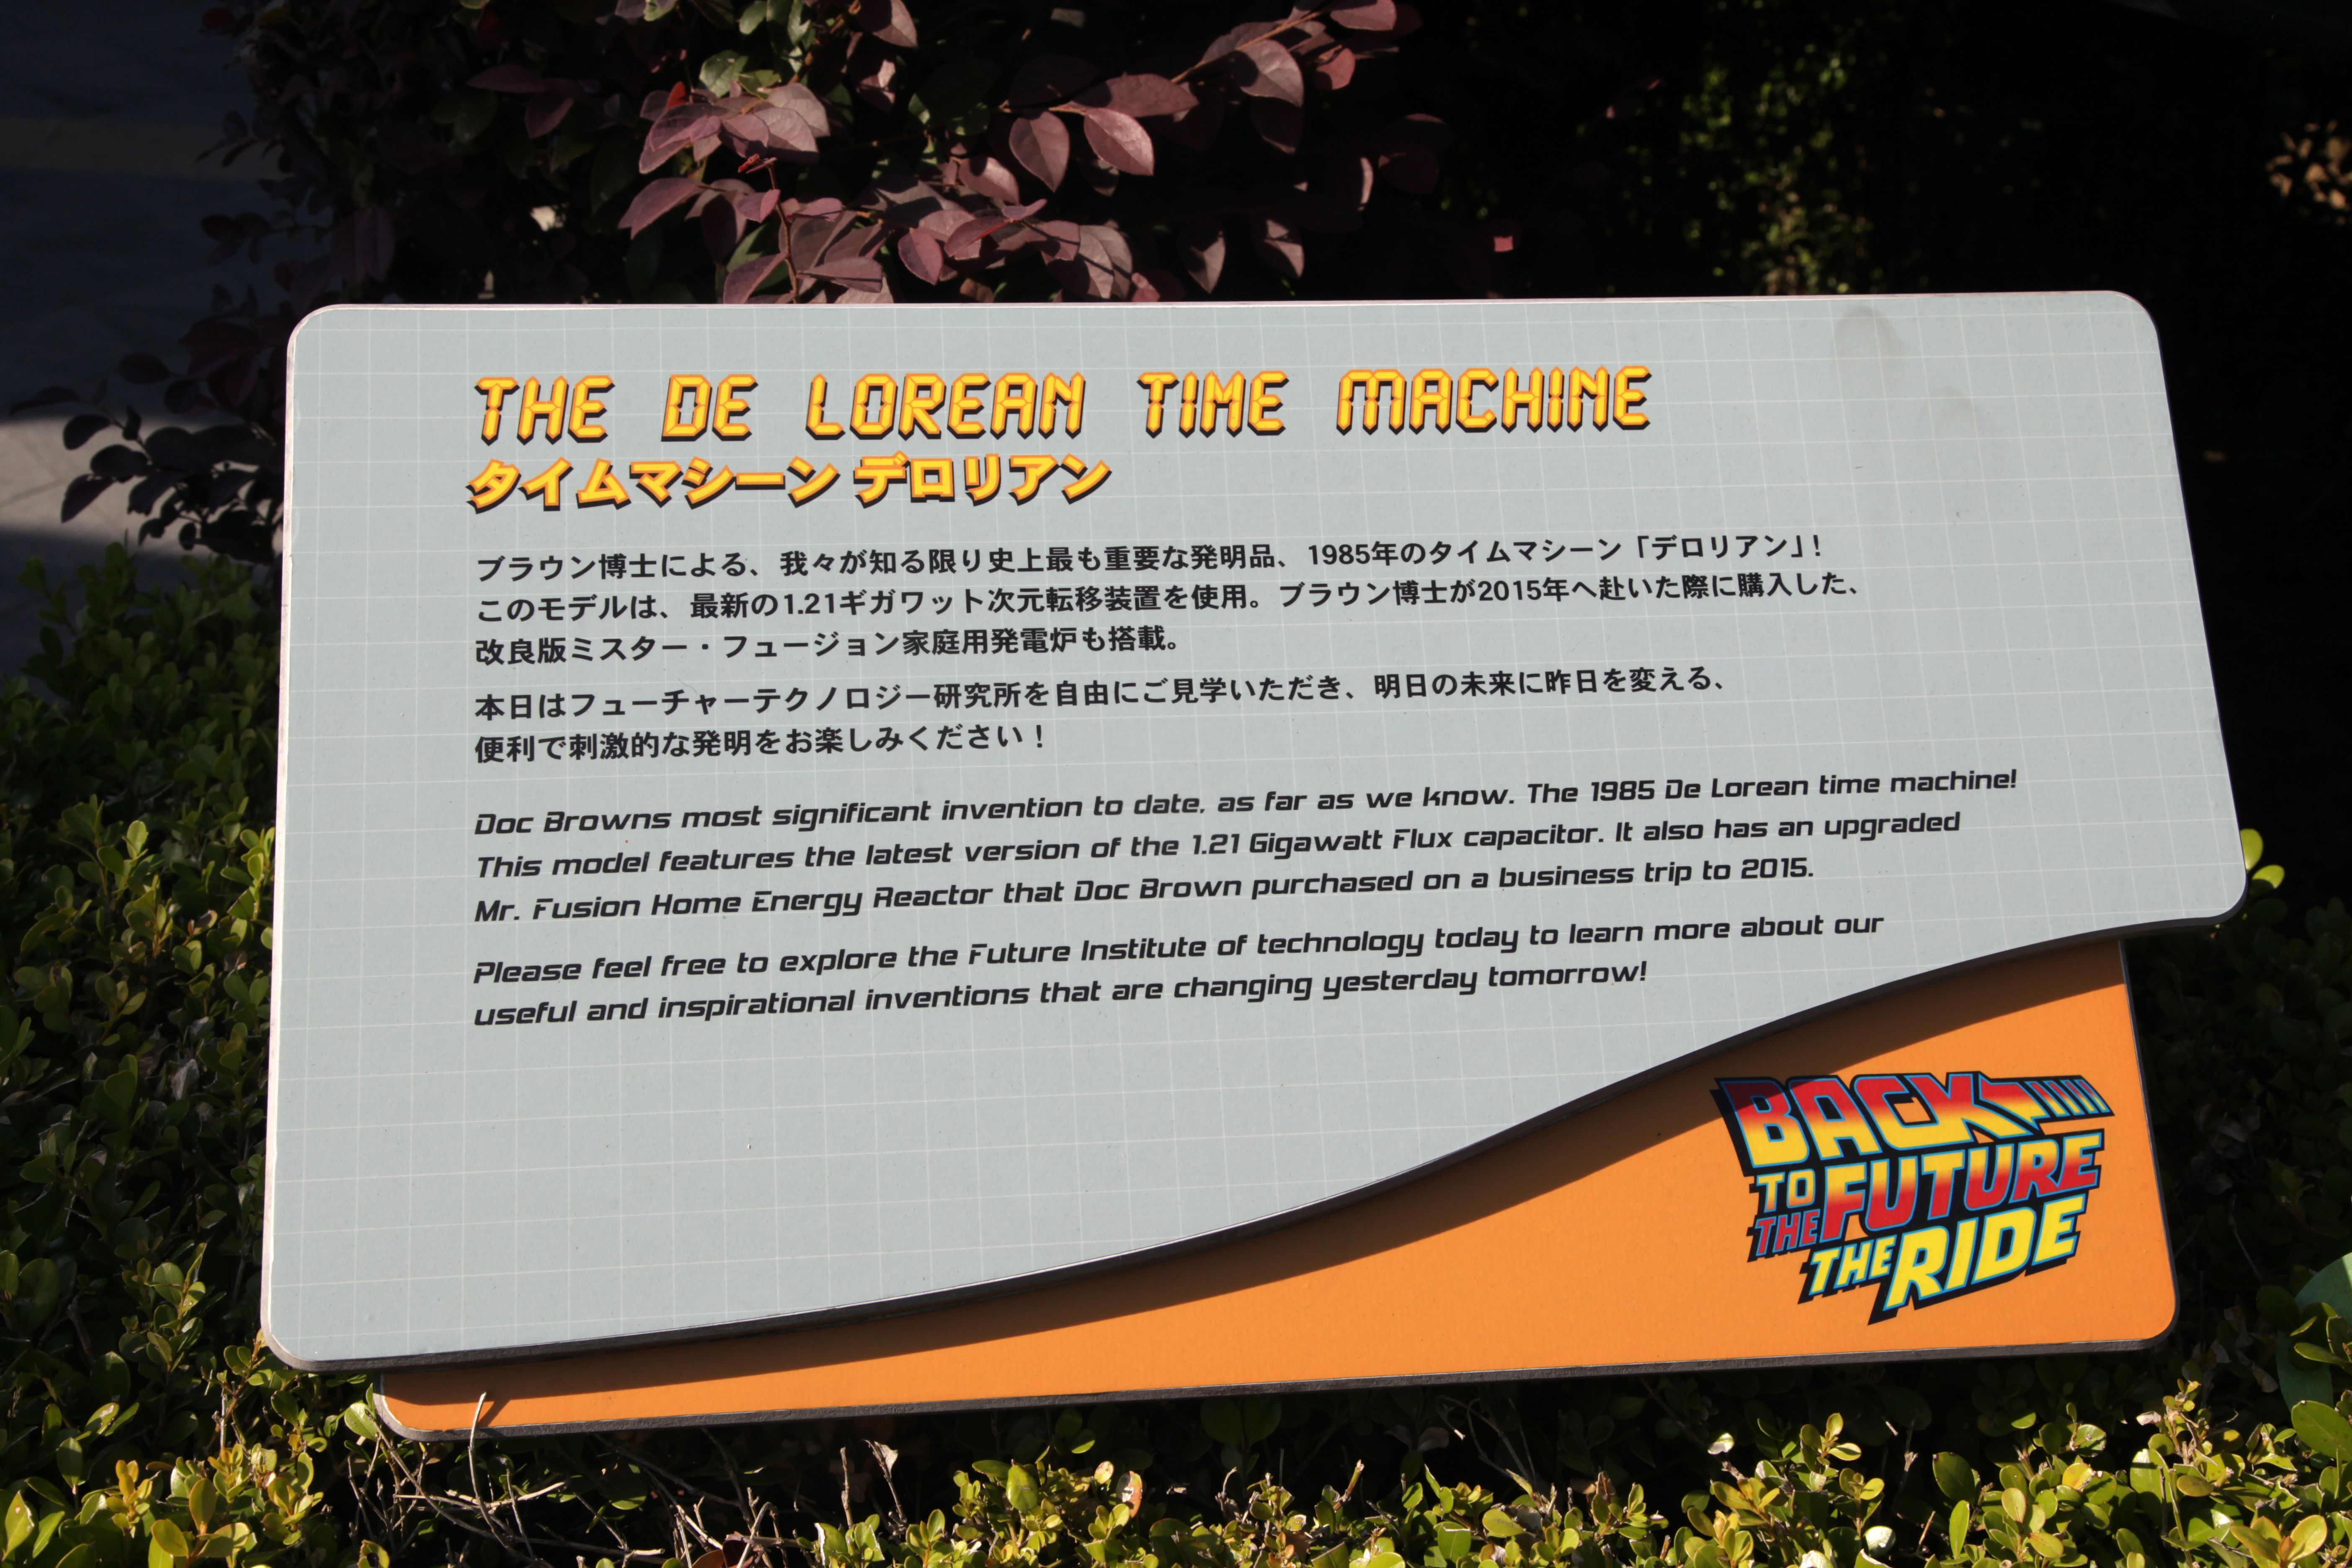 THE DE LOREAN TIME MACHINE
タイムマシーン デロリアン
ブラウン博士による、我々が知る限り史上最も重要な発明品、1985年のタイムマシーン「デロリアン」!
このモデルは、最新の1.21ギガワット次元転移装置を使用。ブラウン博士が2015年へ赴いた際に購入した、
改良版ミスター・フュージョン家庭用発電炉も搭載。
本日はフューチャーテクノロジー研究所を自由にご見学いただき、明日の未来に昨日を変える、
便利で刺激的な発明をお楽しみください!
Doc Browns most significant invention to date, as far as we know. The 1985 De Lorean time machine!
This model features the latest version of the 1.21 Gigawatt Flux capacitor. It also has an upgraded
Mr. Fusion Home Energy Reactor that Doc Brown purchased on a business trip to 2015.
Please feel free to explore the Future Institute of technology today to learn more about our
useful and inspirational inventions that are changing yesterday tomorrow!
BACK
TO THE FUTURE
THE RIDE